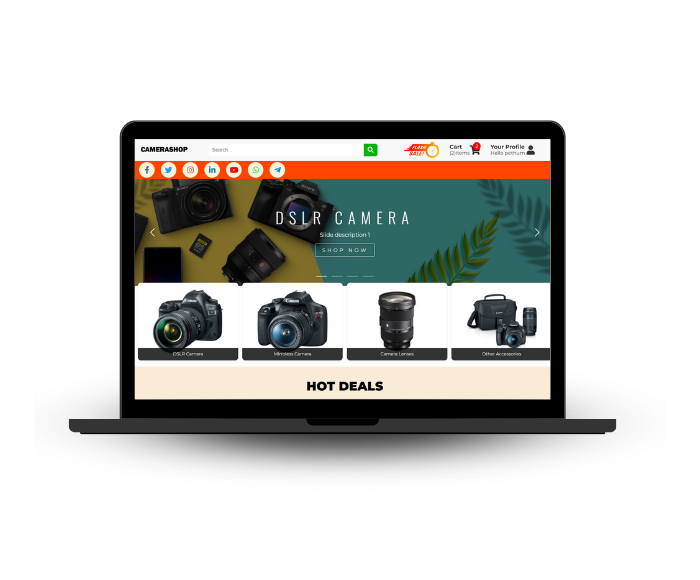 CAMERASHOP
Search...
FLASH
SALE!
Cart
(2)Items
2
Your Profile
Hello pethum
DSLR CAMERA
Slide description 1
SHOP NOW
DSLR Camera
Mirroless Camera
Camera Lenses
Other Accessories
HOT DEALS